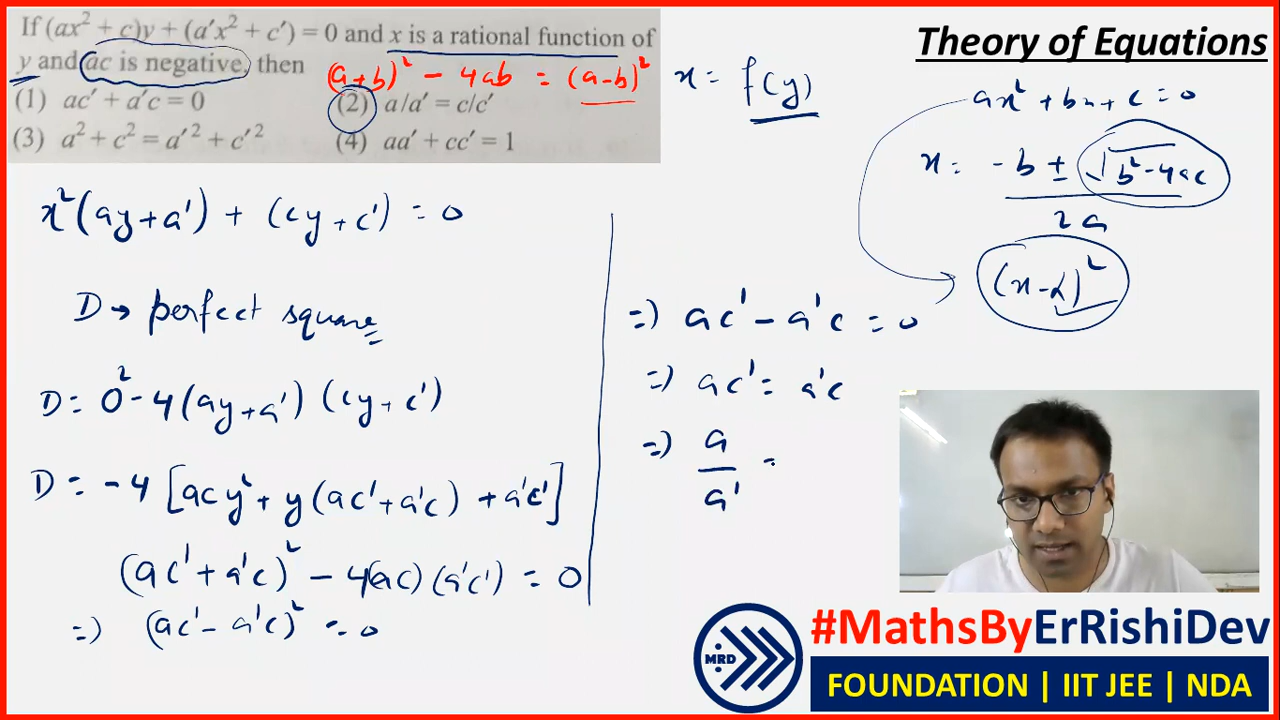 If (ax² + c)y + (a′x² + c′) = 0 and x is a rational function of
y and ac is negative, then
(a+b)² - 4ab = (a-b)²
(1) ac′ + a′c = 0
(2) a/a′ = c/c′
(3) a² + c² = a′² + c′²
(4) aa′ + cc′ = 1
Theory of Equations
x = f(y)
ax² + bx + c = 0
x = -b ± √b²-4ac
2a
(x-α)²
x²(ay+a') + (cy+c') = 0
D → perfect square
D = 0² - 4(ay+a')(cy+c')
D = -4[acy² + y(ac'+a'c) + a'c']
(ac'+a'c)² - 4(ac)(a'c') = 0
=) (ac'-a'c)² = 0
=) ac' - a'c = 0
=) ac' = a'c
=) a
a'
=
MRD
#MathsByErRishiDev
FOUNDATION | IIT JEE | NDA